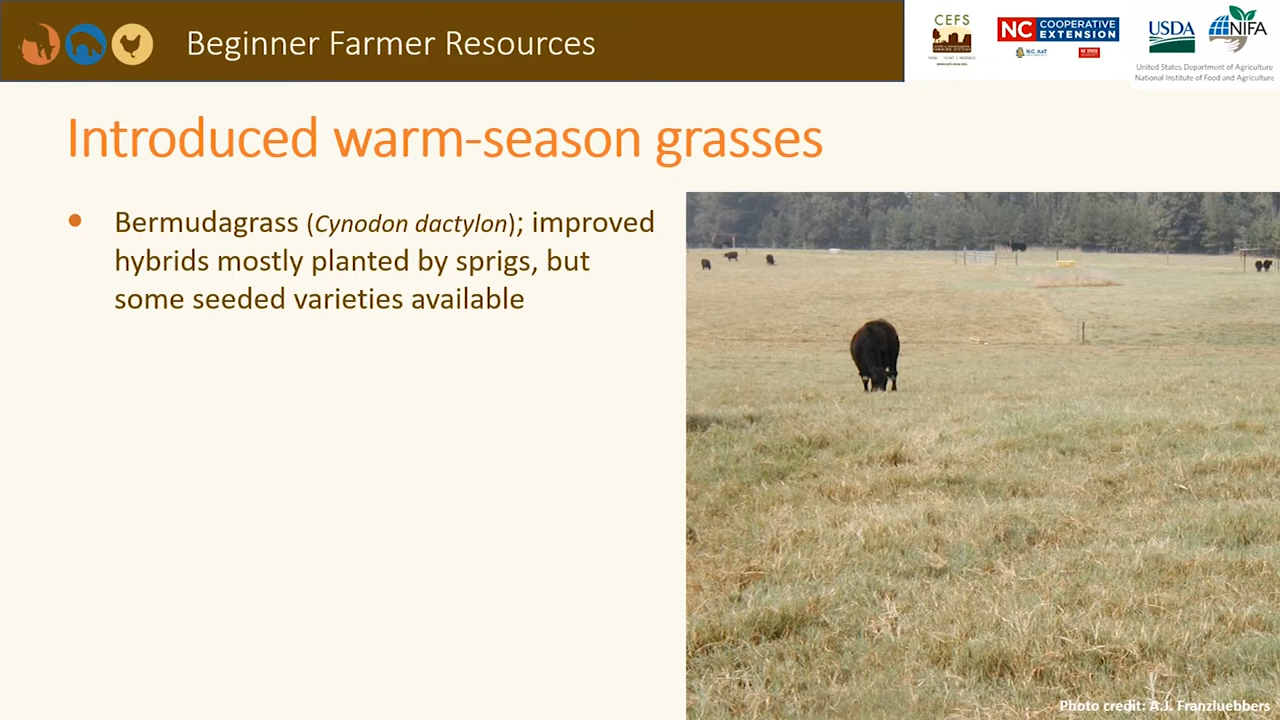 Beginner Farmer Resources
CEFS
NC COOPERATIVE
EXTENSION
N.C. A&T
NC STATE
USDA
NIFA
United States Department of Agriculture
National Institute of Food and Agriculture
Introduced warm-season grasses
• Bermudagrass (Cynodon dactylon); improved
hybrids mostly planted by sprigs, but
some seeded varieties available
Photo credit: A.J. Franzluebbers